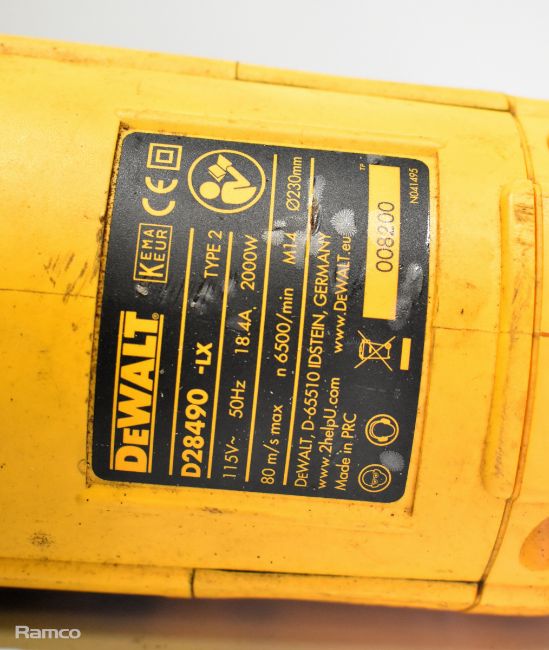 DEWALT
KEMA
KEUR
CE
D28490 -LX
TYPE 2
115V~ 50Hz 18.4A 2000W
80 m/s max n 6500/min M14 Ø230mm
DEWALT, D-65510 IDSTEIN, GERMANY
www.2helpU.com www.DEWALT.eu
Made in PRC
008200
TP
N041495
Ramco